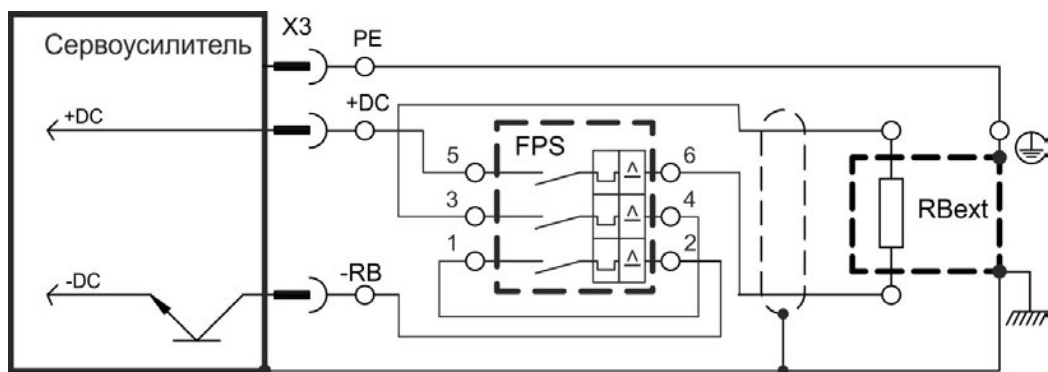 Сервоусилитель
X3
PE
+DC
+DC
FPS
5
6
3
4
1
2
RBext
-DC
-RB